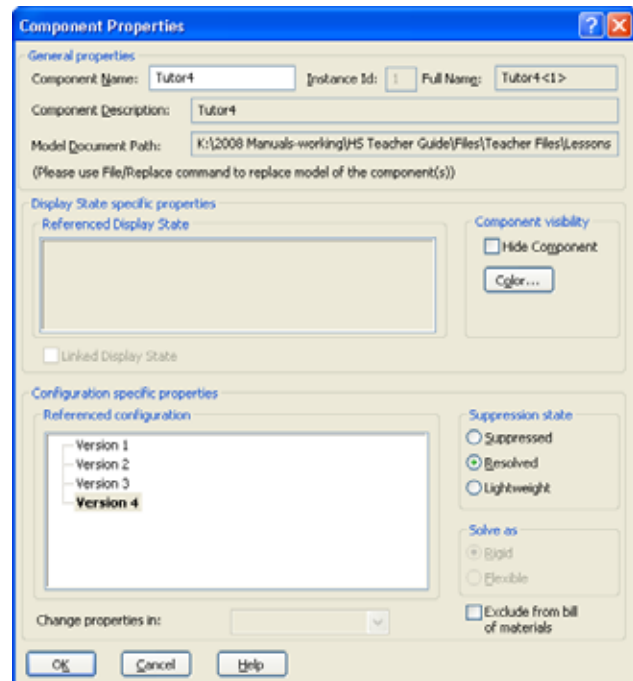 Component Properties
General properties
Component Name: Tutor4 Instance Id: 1 Full Name: Tutor4<1>
Component Description: Tutor4
Model Document Path: K:\2008 Manuals-working\HS Teacher Guide\Files\Teacher Files\Lessons
(Please use File/Replace command to replace model of the component(s))
Display State specific properties
Referenced Display State
Component visibility
Hide Component
Color...
Linked Display State
Configuration specific properties
Referenced configuration
Version 1
Version 2
Version 3
Version 4
Suppression state
Suppressed
Resolved
Lightweight
Solve as
Rigid
Flexible
Change properties in:
Exclude from bill
of materials
OK Cancel Help